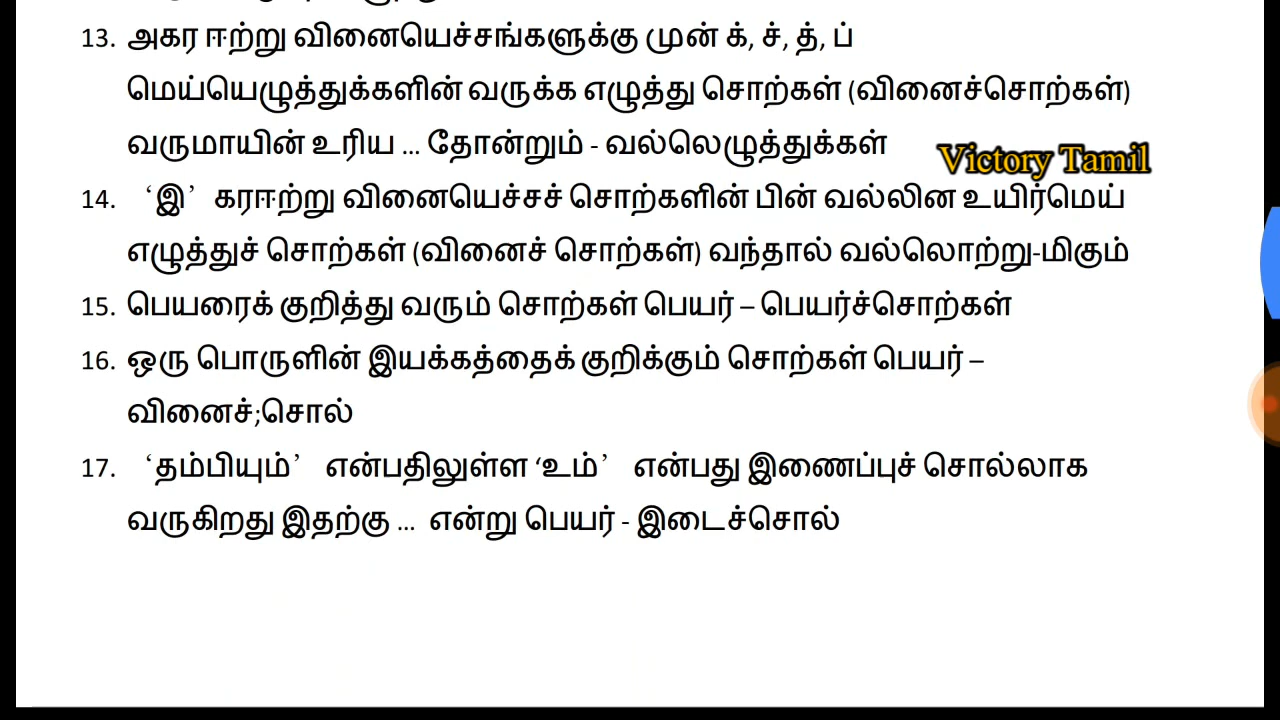 13. அகர ஈற்று வினையெச்சங்களுக்கு முன் க், ச், த், ப்
மெய்யெழுத்துக்களின் வருக்க எழுத்து சொற்கள் (வினைச்சொற்கள்)
வருமாயின் உரிய ... தோன்றும் - வல்லெழுத்துக்கள்
Victory Tamil
14. ‘இ’ கரஈற்று வினையெச்சச் சொற்களின் பின் வல்லின உயிர்மெய்
எழுத்துச் சொற்கள் (வினைச் சொற்கள்) வந்தால் வல்லொற்று-மிகும்
15. பெயரைக் குறித்து வரும் சொற்கள் பெயர் – பெயர்ச்சொற்கள்
16. ஒரு பொருளின் இயக்கத்தைக் குறிக்கும் சொற்கள் பெயர் –
வினைச்;சொல்
17. ‘தம்பியும்’ என்பதிலுள்ள ‘உம்’ என்பது இணைப்புச் சொல்லாக
வருகிறது இதற்கு ... என்று பெயர் - இடைச்சொல்